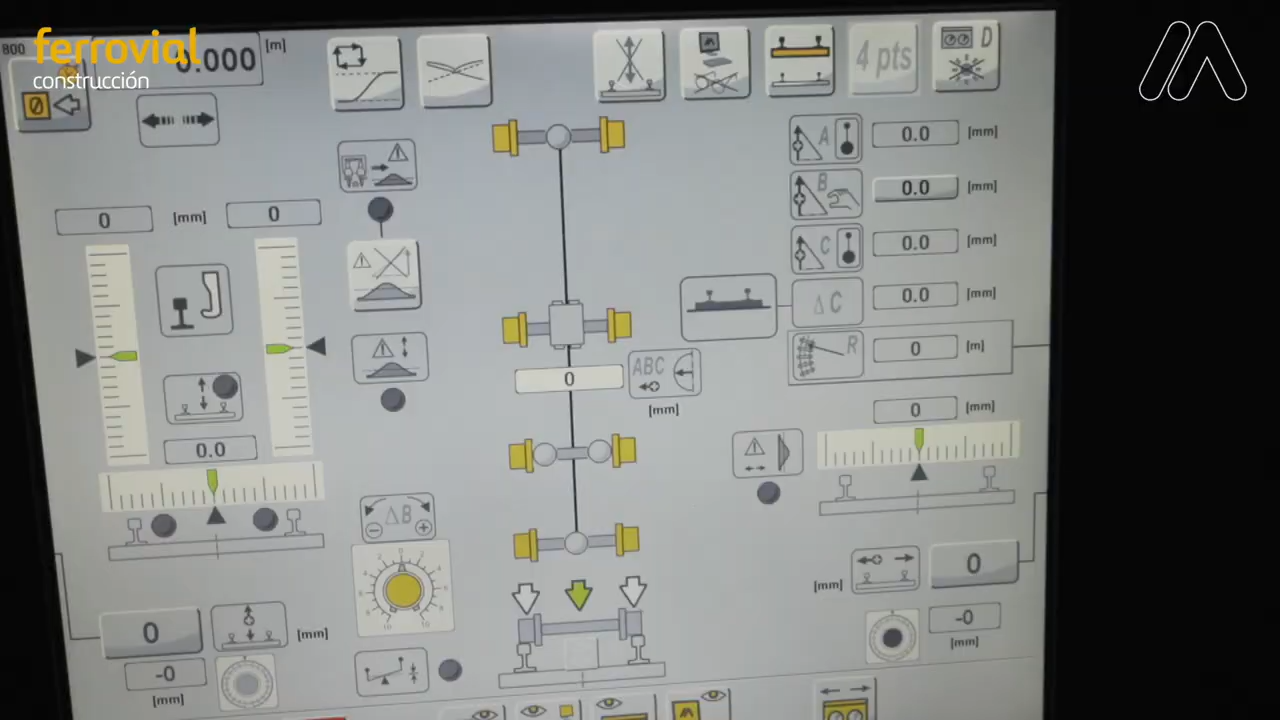 ferrovial
construcción
800
0.000
[m]
0
4 pts
D
A
0.0
[mm]
B
0.0
[mm]
C
0.0
[mm]
ΔC
0.0
[mm]
R
0
[m]
0
[mm]
0
[mm]
0
0
ABC
[mm]
0.0
ΔB
0
[mm]
-0
[mm]
[mm]
0
-0
[mm]